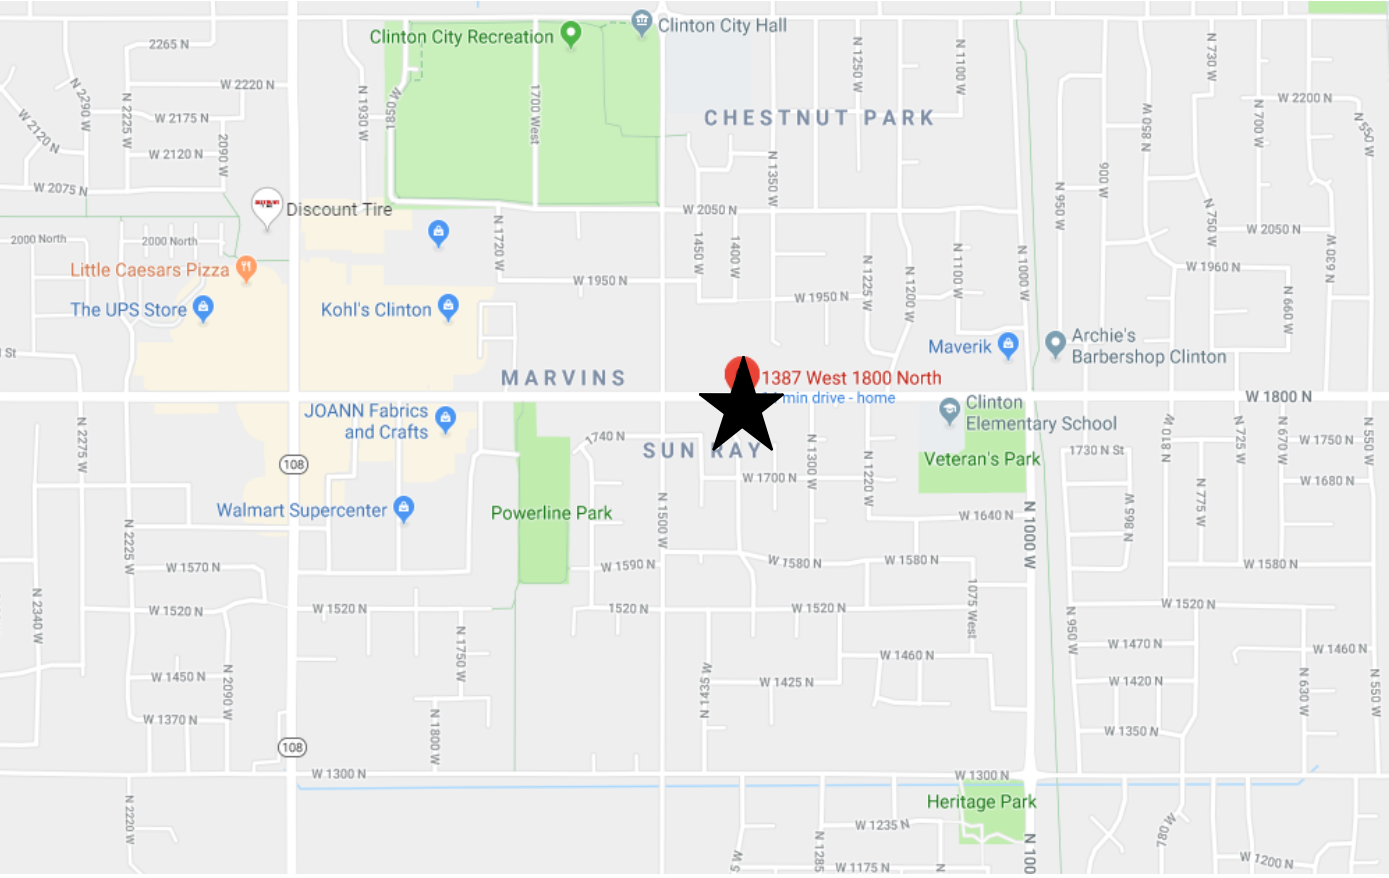 Clinton City Hall
Clinton City Recreation
2265 N
W 2220 N
N 2290 W
N 2225 W
W 2120 N
W 2175 N
W 2120 N
2090 W
W 2075 N
N 1930 W
1850 W
1700 West
CHESTNUT PARK
N 1250 W
N 1100 W
N 730 W
W 2200 N
N 700 W
N 550 W
N 850 W
900 W
N 950 W
N 1350 W
W 2050 N
N 750 W
W 2050 N
N 630 W
Discount Tire
2000 North
2000 North
Little Caesars Pizza
The UPS Store
Kohl's Clinton
N 1720 W
W 1950 N
1450 W
1400 W
W 1950 N
N 1225 W
N 1200 W
N 1100 W
N 1000 W
W 1960 N
N 660 W
St
Maverik
Archie's
Barbershop Clinton
MARVINS
1387 West 1800 North
min drive - home
W 1800 N
JOANN Fabrics
and Crafts
Clinton
Elementary School
N 2275 W
740 N
SUN RAY
N 1300 W
N 1220 W
Veteran's Park
1730 N St
N 810 W
N 725 W
N 670 W
W 1750 N
N 550 W
108
W 1700 N
W 1680 N
Walmart Supercenter
Powerline Park
N 1500 W
W 1640 N
N 1000 W
N 895 W
N 775 W
N 2225 W
W 1570 N
W 1590 N
W 1580 N
W 1580 N
W 1580 N
N 2340 W
W 1520 N
W 1520 N
1520 N
W 1520 N
1075 West
W 1520 N
N 950 W
N 1750 W
W 1470 N
W 1460 N
W 1460 N
W 1450 N
N 2090 W
N 1435 W
W 1425 N
W 1420 N
N 630 W
N 550 W
W 1370 N
N 1800 W
W 1350 N
108
W 1300 N
W 1300 N
N 2220 W
Heritage Park
W 1235 N
780 W
N 1285
N 100
W 1175 N
N
W 1200 N